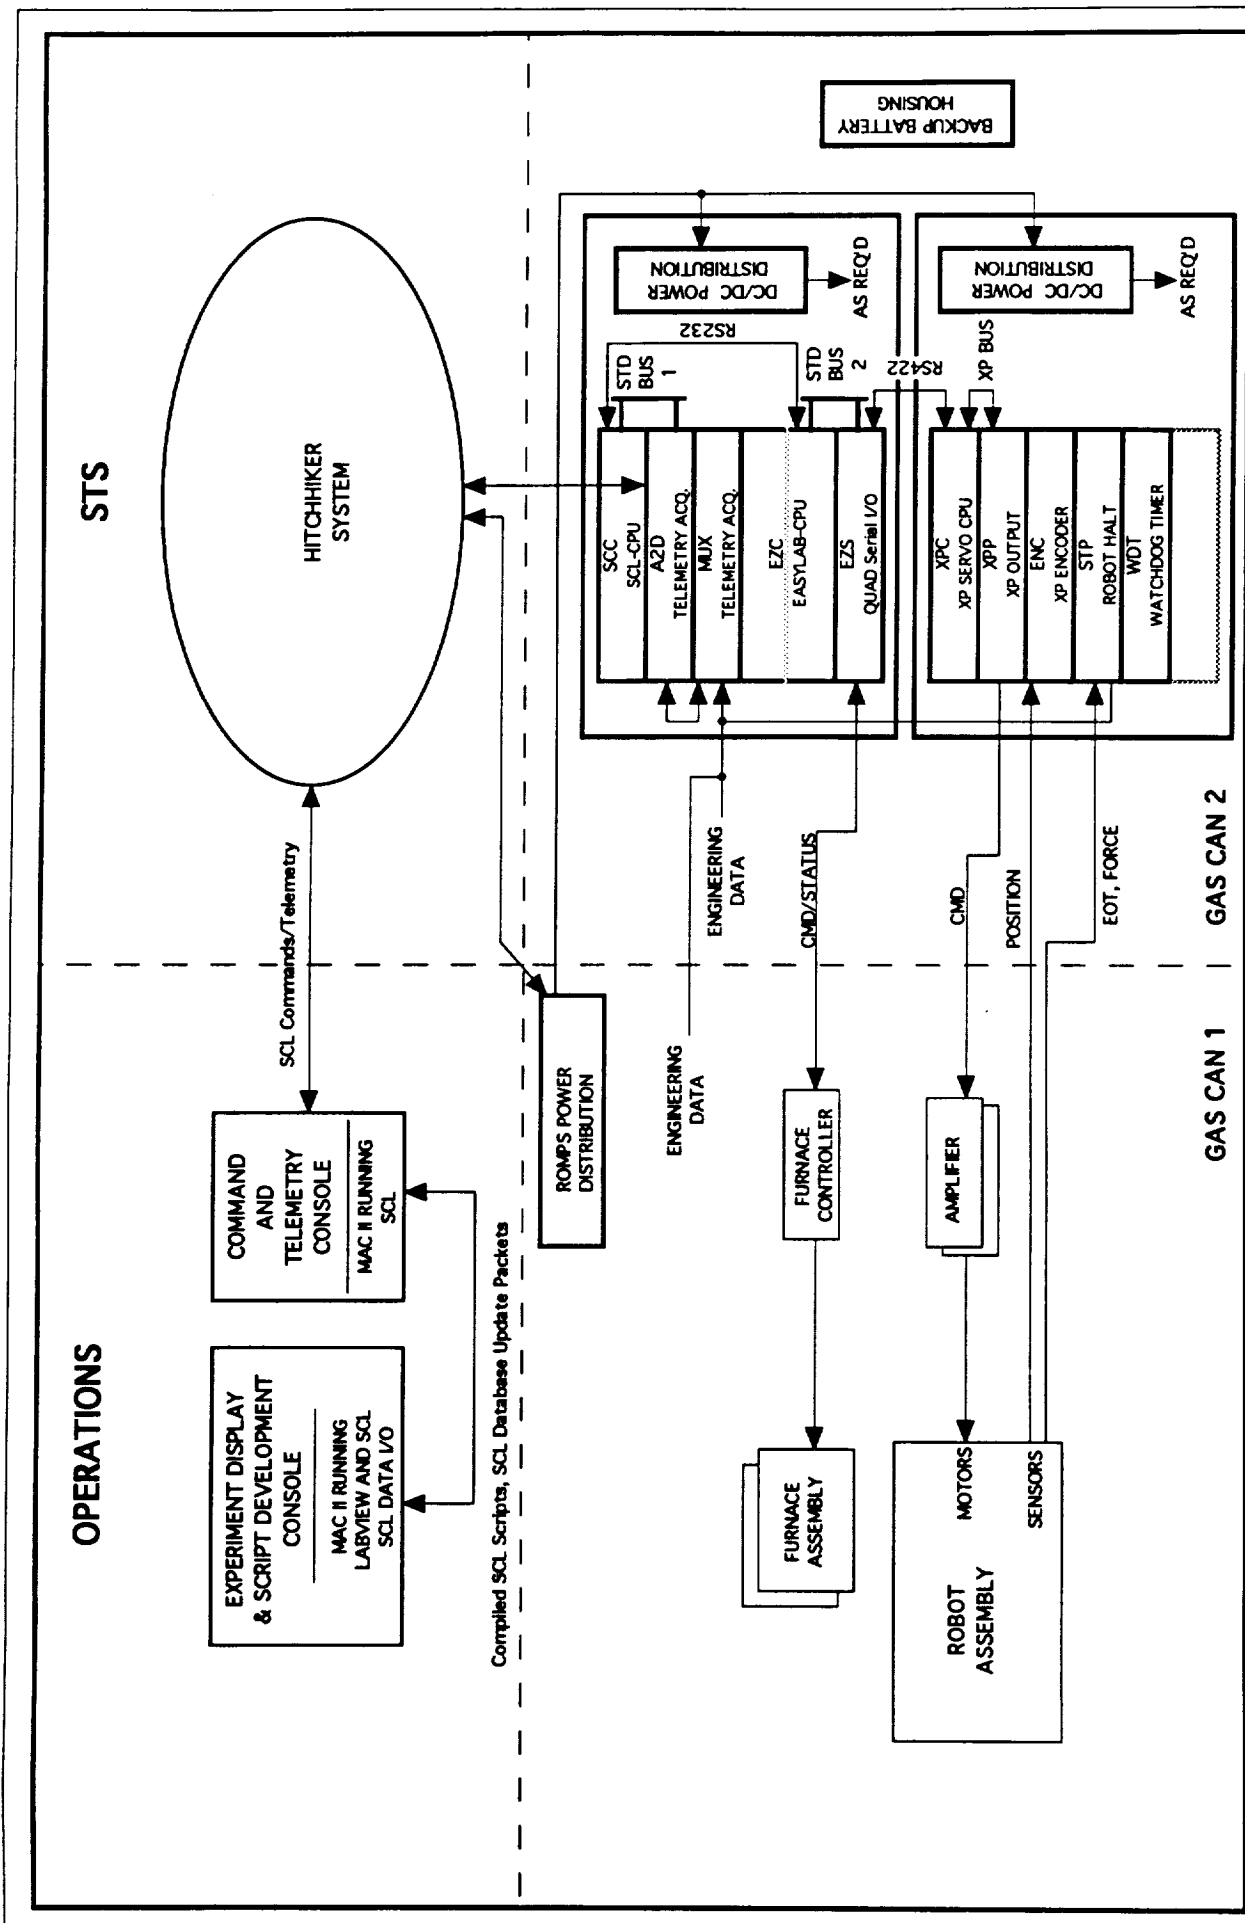 OPERATIONS
STS
EXPERIMENT DISPLAY
& SCRIPT DEVELOPMENT
CONSOLE
MAC II RUNNING
LABVIEW AND SCL
SCL DATA I/O
COMMAND
AND
TELEMETRY
CONSOLE
MAC II RUNNING
SCL
SCL Commands/Telemetry
HITCHHIKER
SYSTEM
Compiled SCL Scripts, SCL Database Update Packets
ROMPS POWER
DISTRIBUTION
ENGINEERING
DATA
ENGINEERING
DATA
FURNACE
ASSEMBLY
FURNACE
CONTROLLER
CMD/STATUS
ROBOT
ASSEMBLY
MOTORS
SENSORS
AMPLIFIER
CMD
POSITION
EOT, FORCE
SCC
SCL-CPU
A2D
TELEMETRY ACQ.
MUX
TELEMETRY ACQ.
EZC
EASYLAB-CPU
EZS
QUAD Serial I/O
STD
BUS
1
RS232
STD
BUS
2
RS422
DC/DC POWER
DISTRIBUTION
AS REQ'D
XPC
XP SERVO CPU
XPP
XP OUTPUT
ENC
XP ENCODER
STP
ROBOT HALT
WDT
WATCHDOG TIMER
XP BUS
DC/DC POWER
DISTRIBUTION
AS REQ'D
BACKUP BATTERY
HOUSING
GAS CAN 1
GAS CAN 2